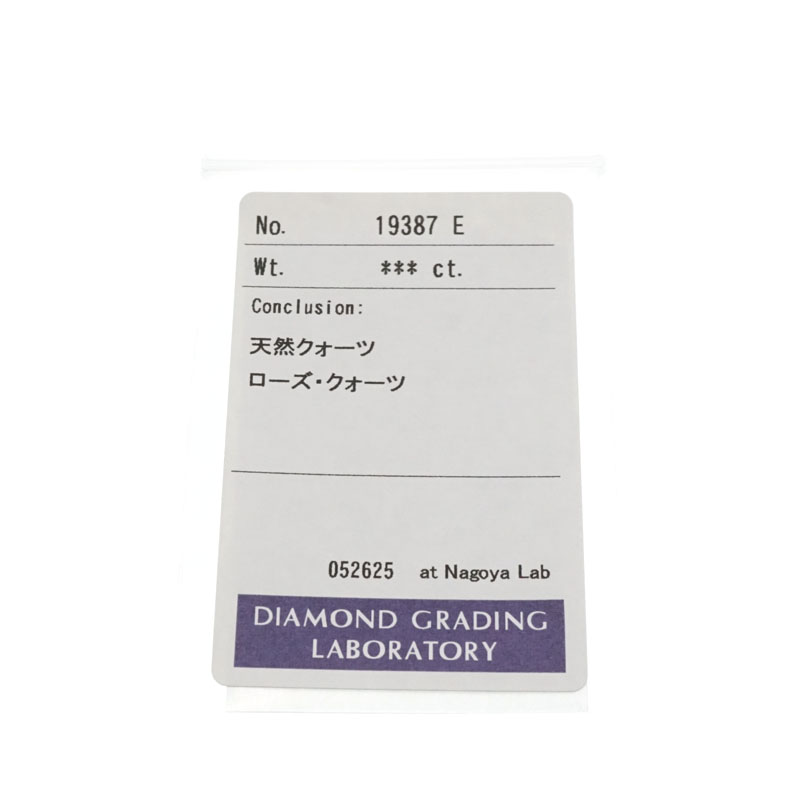 No. 19387 E
Wt. *** ct.
Conclusion:
天然クォーツ
ローズ・クォーツ
052625 at Nagoya Lab
DIAMOND GRADING
LABORATORY